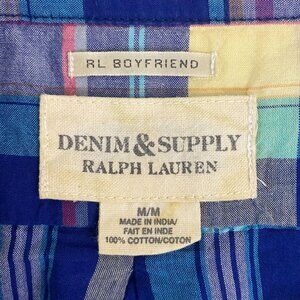 RL BOYFRIEND
DENIM & SUPPLY
RALPH LAUREN
M/M
MADE IN INDIA/
FAIT EN INDE
100% COTTON/COTON